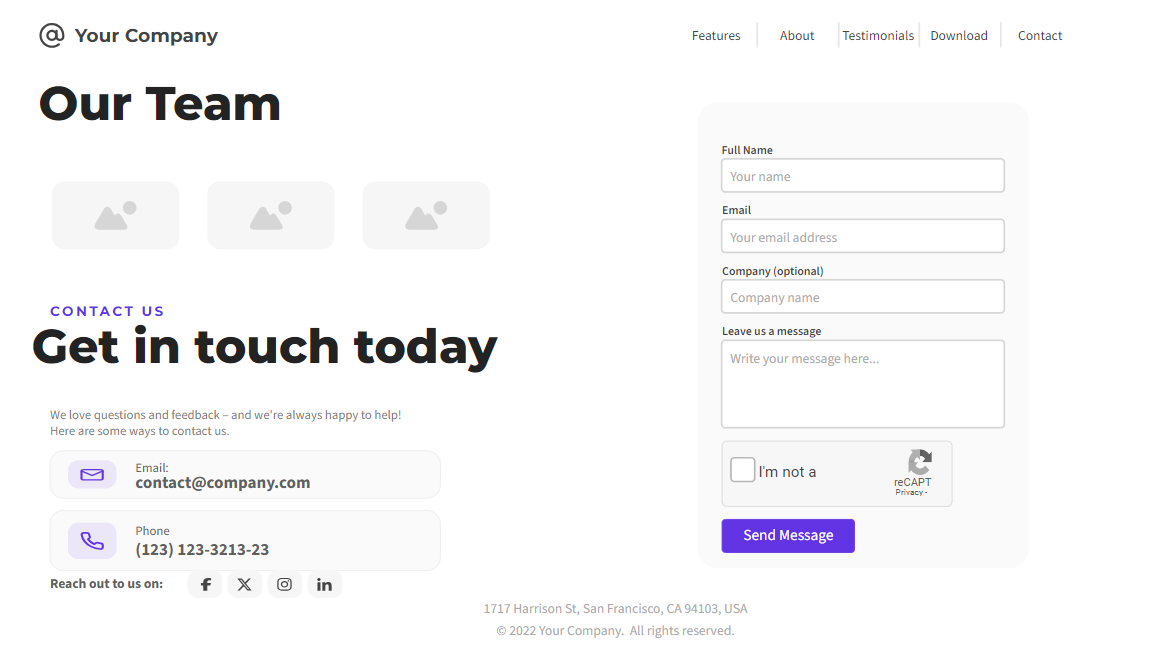 Your Company
Features
About
Testimonials
Download
Contact
Our Team
CONTACT US
Get in touch today
We love questions and feedback – and we're always happy to help!
Here are some ways to contact us.
Email:
contact@company.com
Phone
(123) 123-3213-23
Reach out to us on:
Full Name
Your name
Email
Your email address
Company (optional)
Company name
Leave us a message
Write your message here...
I'm not a
reCAPT
Privacy -
Send Message
1717 Harrison St, San Francisco, CA 94103, USA
© 2022 Your Company.  All rights reserved.